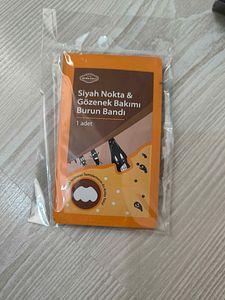 Siyah Nokta &
Gözenek Bakımı
Burun Bandı
1 adet